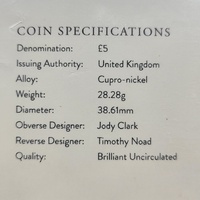 COIN SPECIFICATIONS
Denomination: £5
Issuing Authority: United Kingdom
Alloy: Cupro-nickel
Weight: 28.28g
Diameter: 38.61mm
Obverse Designer: Jody Clark
Reverse Designer: Timothy Noad
Quality: Brilliant Uncirculated